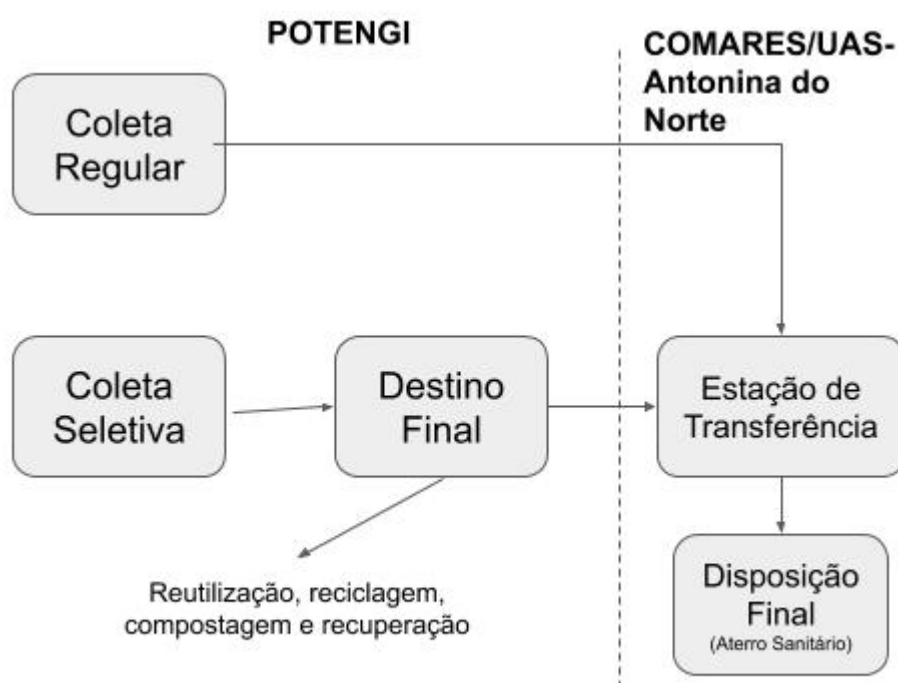 POTENGI
COMARES/UAS-
Antonina do
Norte
Coleta
Regular
Coleta
Seletiva
Destino
Final
Estação de
Transferência
Reutilização, reciclagem,
compostagem e recuperação
Disposição
Final
(Aterro Sanitário)